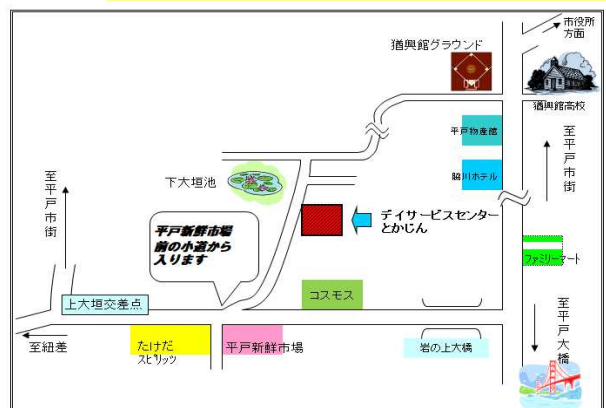 市役所
方面
猶興館グラウンド
猶興館高校
平戸物産館
至平戸市街
脇川ホテル
下大垣池
至平戸市街
デイサービスセンター
とかじん
平戸新鮮市場
前の小道から
入ります
ファミリーマート
コスモス
上大垣交差点
至平戸大橋
至紐差
たけだ
スピリッツ
平戸新鮮市場
岩の上大橋